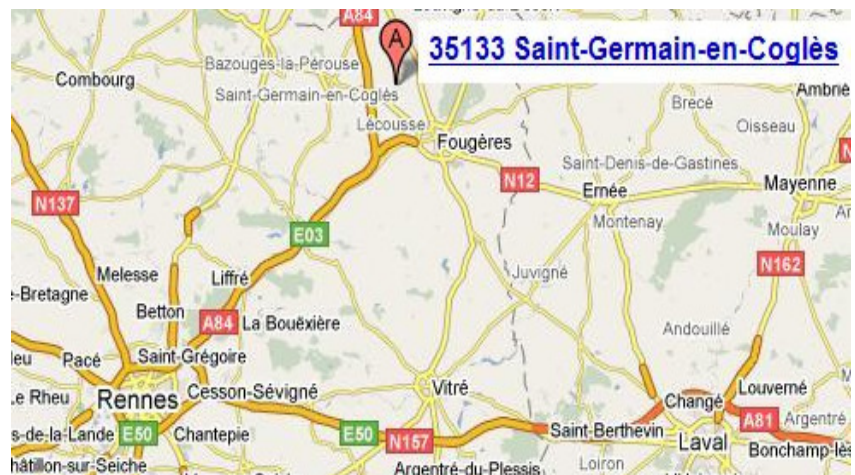 A84
A
35133 Saint-Germain-en-Coglès
Bazouges-la-Pérouse
Combourg
Saint-Germain-en-Coglès
Ambriè
Brecé
Lécousse
Oisseau
Fougères
Saint-Denis-de-Gastines
N12
Ernée
Mayenne
N137
Montenay
Moulay
E03
N162
Melesse
Liffré
Juvigné
e-Bretagne
Betton
A84
La Bouëxière
Andouillé
Pacé
Saint-Grégoire
Le Rheu
Rennes
Cesson-Sévigné
Vitré
Changé
Louverné
A81
Argentré
s-de-la-Lande
E50
Chantepie
E50
N157
Saint-Berthevin
Laval
Bonchamp-lès
hâtillon-sur-Seiche
Argentré-du-Plessis
Loiron